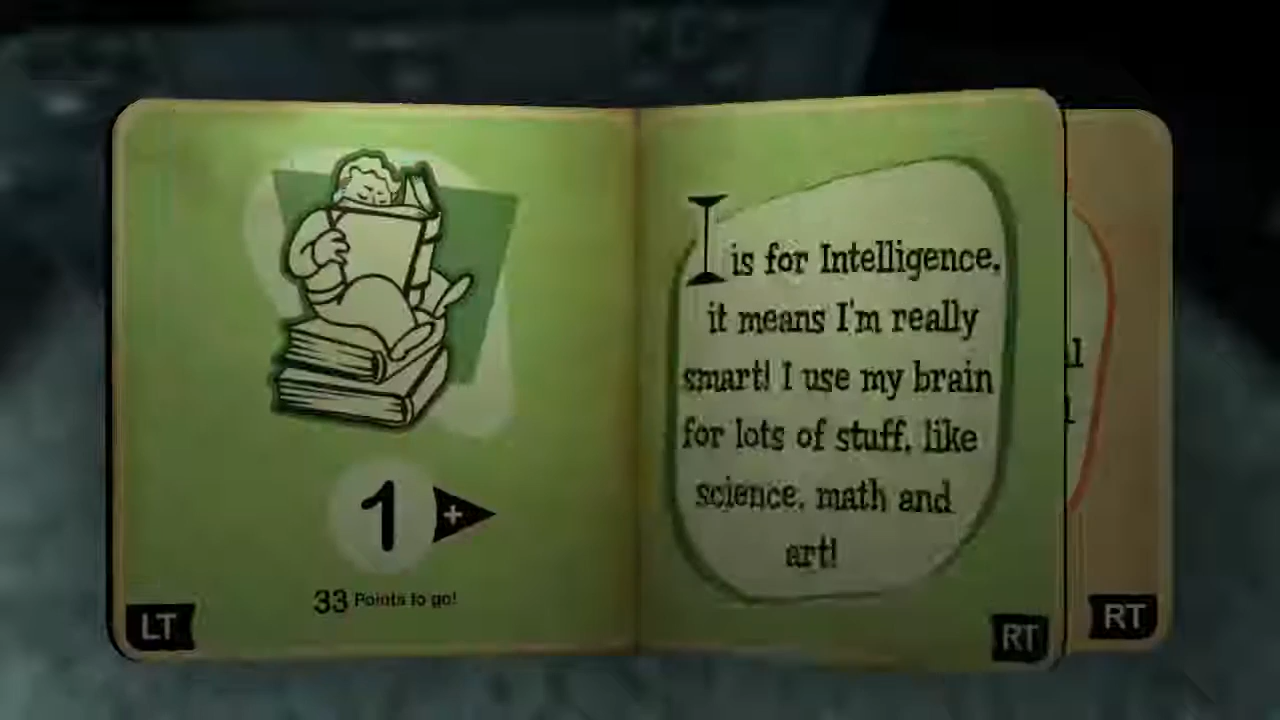 1 +
33 Points to go!
LT
I is for Intelligence,
it means I'm really
smart! I use my brain
for lots of stuff, like
science, math and
art!
RT
RT